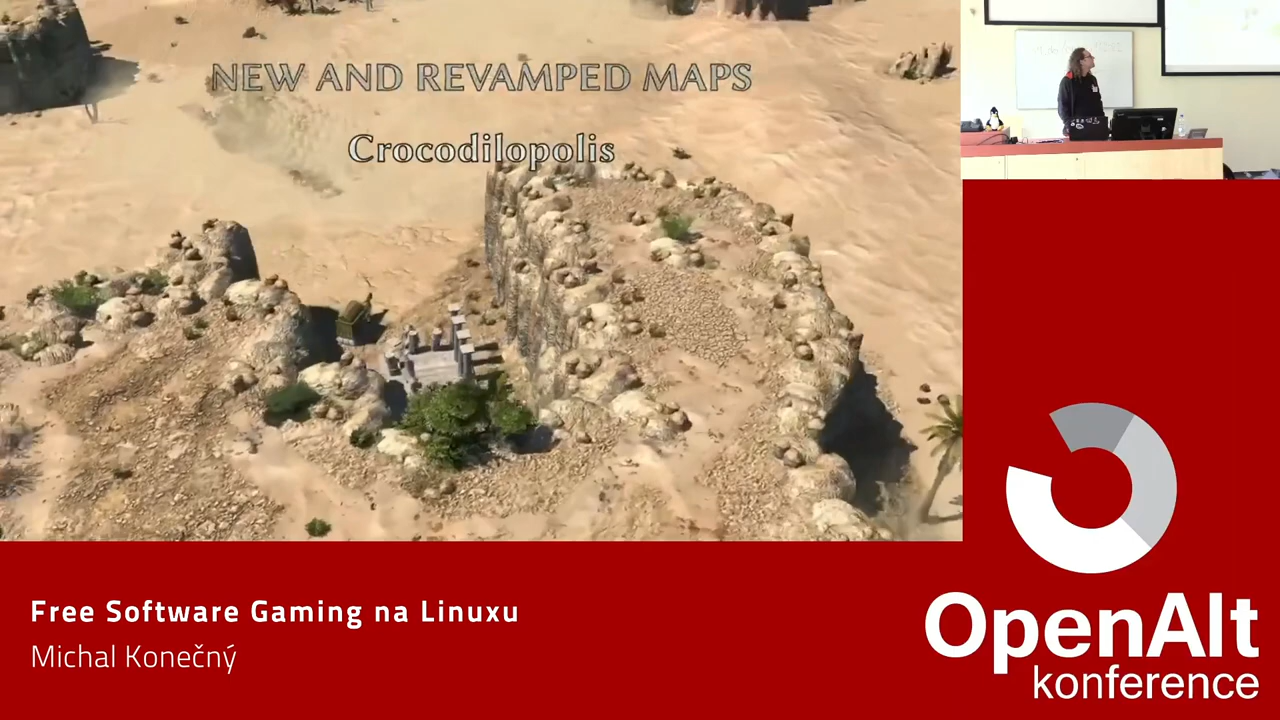 NEW AND REVAMPED MAPS
Crocodilopolis
Free Software Gaming na Linuxu
Michal Konečný
OpenAlt
konference